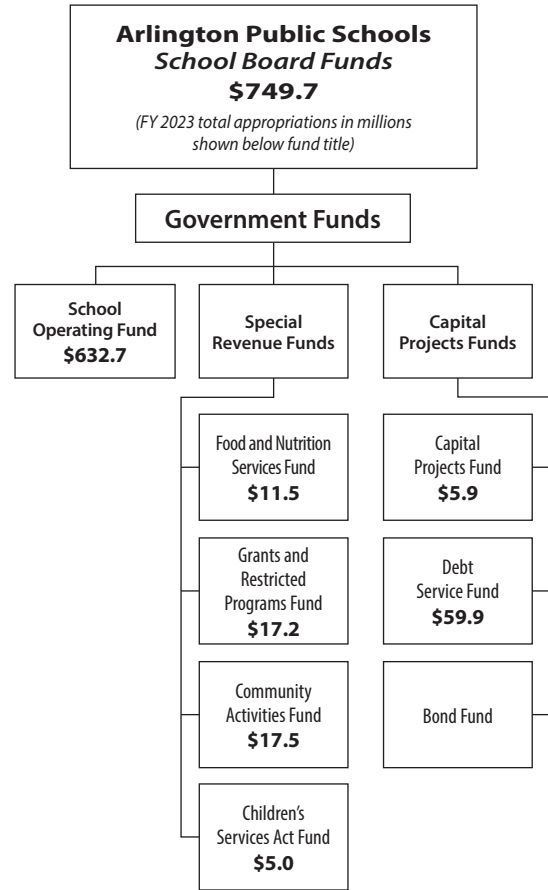 Arlington Public Schools
School Board Funds
$749.7
(FY 2023 total appropriations in millions
shown below fund title)
Government Funds
School
Operating Fund
$632.7
Special
Revenue Funds
Capital
Projects Funds
Food and Nutrition
Services Fund
$11.5
Grants and
Restricted
Programs Fund
$17.2
Community
Activities Fund
$17.5
Children's
Services Act Fund
$5.0
Capital
Projects Fund
$5.9
Debt
Service Fund
$59.9
Bond Fund